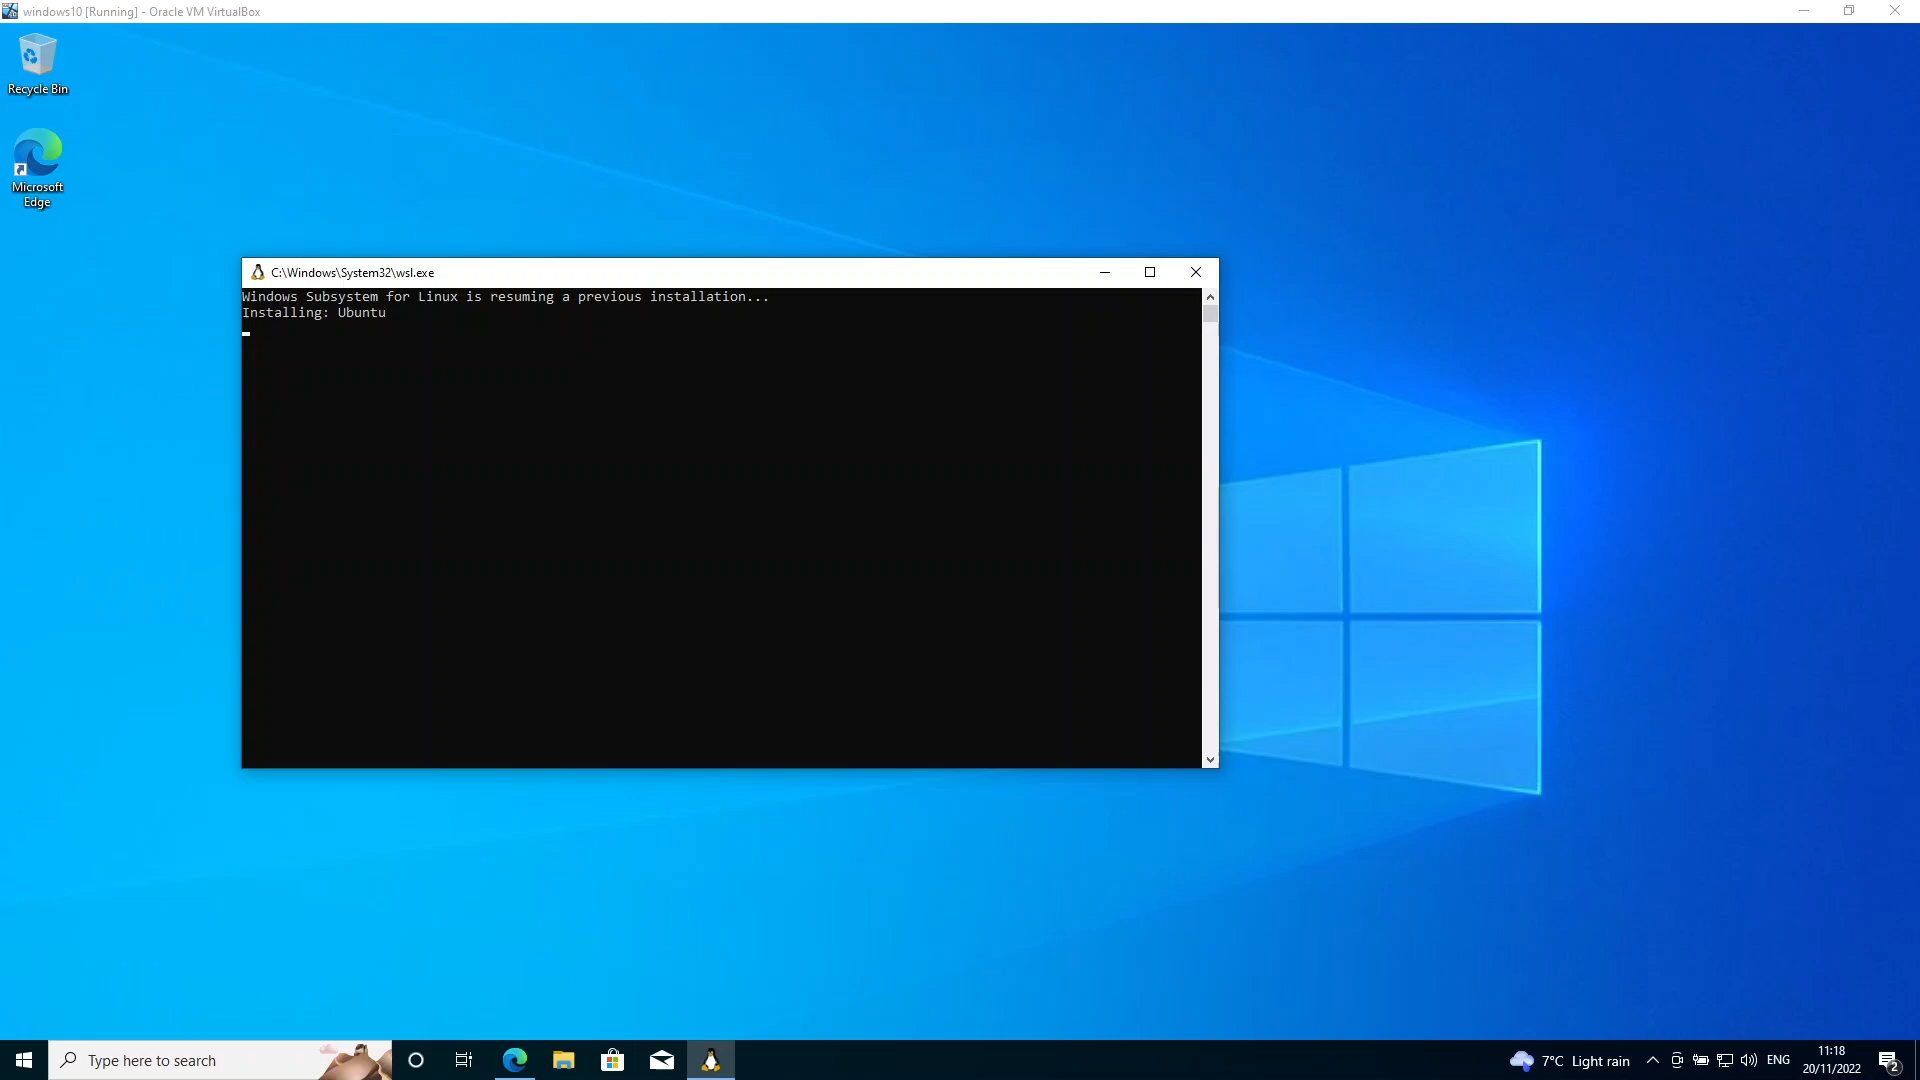 windows10 [Running] - Oracle VM VirtualBox
Recycle Bin
Microsoft
Edge
C:\Windows\System32\wsl.exe
Windows Subsystem for Linux is resuming a previous installation...
Installing: Ubuntu
Type here to search
7°C Light rain
ENG
11:18
20/11/2022
2